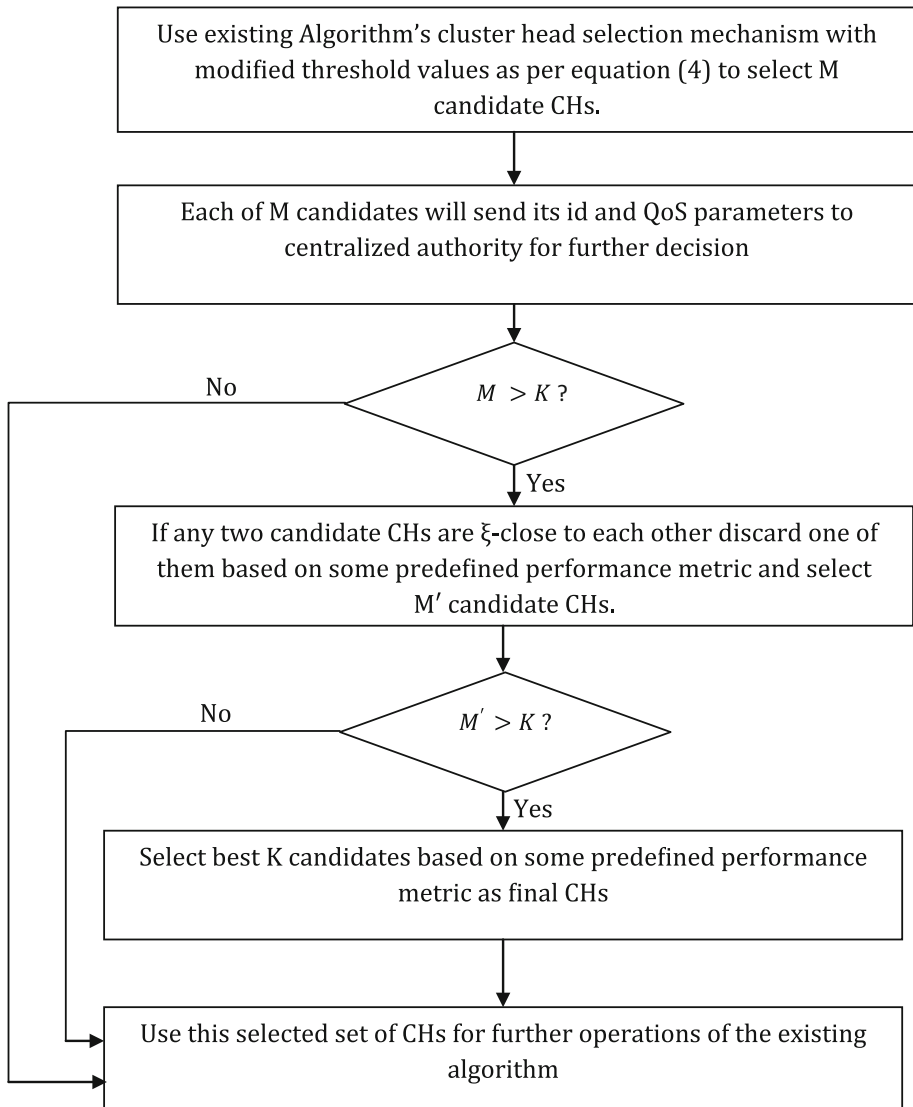 Use existing Algorithm’s cluster head selection mechanism with
modified threshold values as per equation (4) to select M
candidate CHs.
Each of M candidates will send its id and QoS parameters to
centralized authority for further decision
No
M > K ?
Yes
If any two candidate CHs are ξ-close to each other discard one of
them based on some predefined performance metric and select
M′ candidate CHs.
No
M′ > K ?
Yes
Select best K candidates based on some predefined performance
metric as final CHs
Use this selected set of CHs for further operations of the existing
algorithm